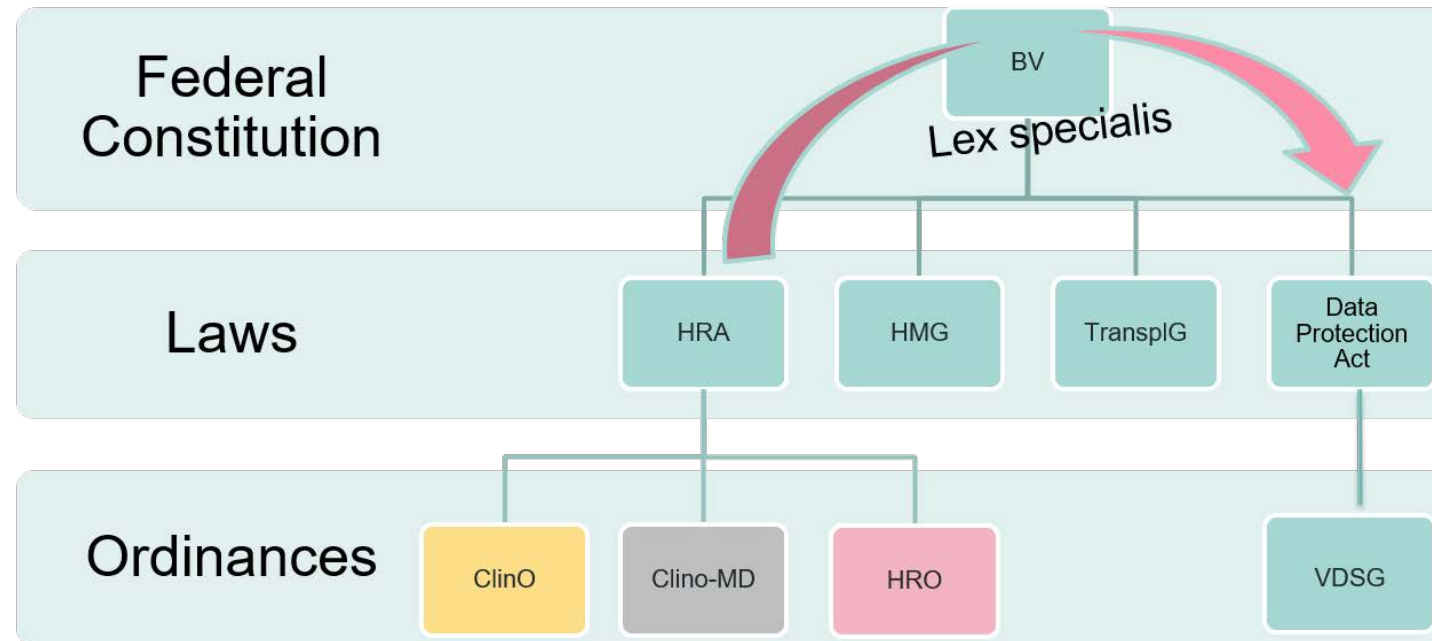 Federal
Constitution
BV
Lex specialis
Laws
HRA
HMG
TransplG
Data
Protection
Act
Ordinances
ClinO
Clino-MD
HRO
VDSG